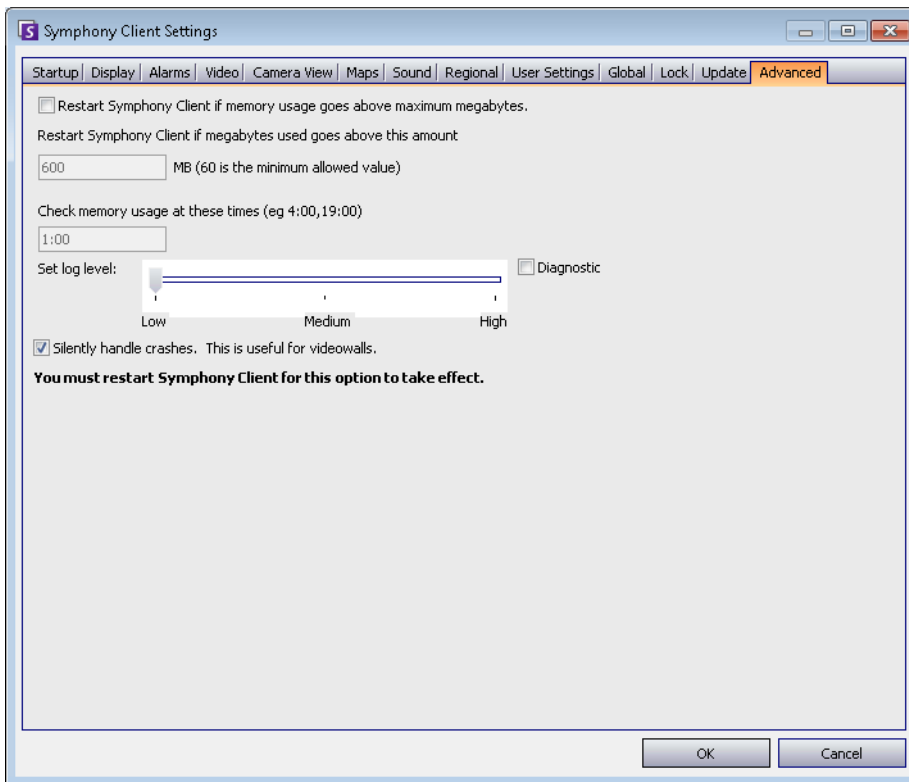 Symphony Client Settings
Startup Display Alarms Video Camera View Maps Sound Regional User Settings Global Lock Update Advanced
Restart Symphony Client if memory usage goes above maximum megabytes.
Restart Symphony Client if megabytes used goes above this amount
600 MB (60 is the minimum allowed value)
Check memory usage at these times (eg 4:00,19:00)
1:00
Set log level: Diagnostic
Low Medium High
Silently handle crashes. This is useful for videowalls.
You must restart Symphony Client for this option to take effect.
OK Cancel